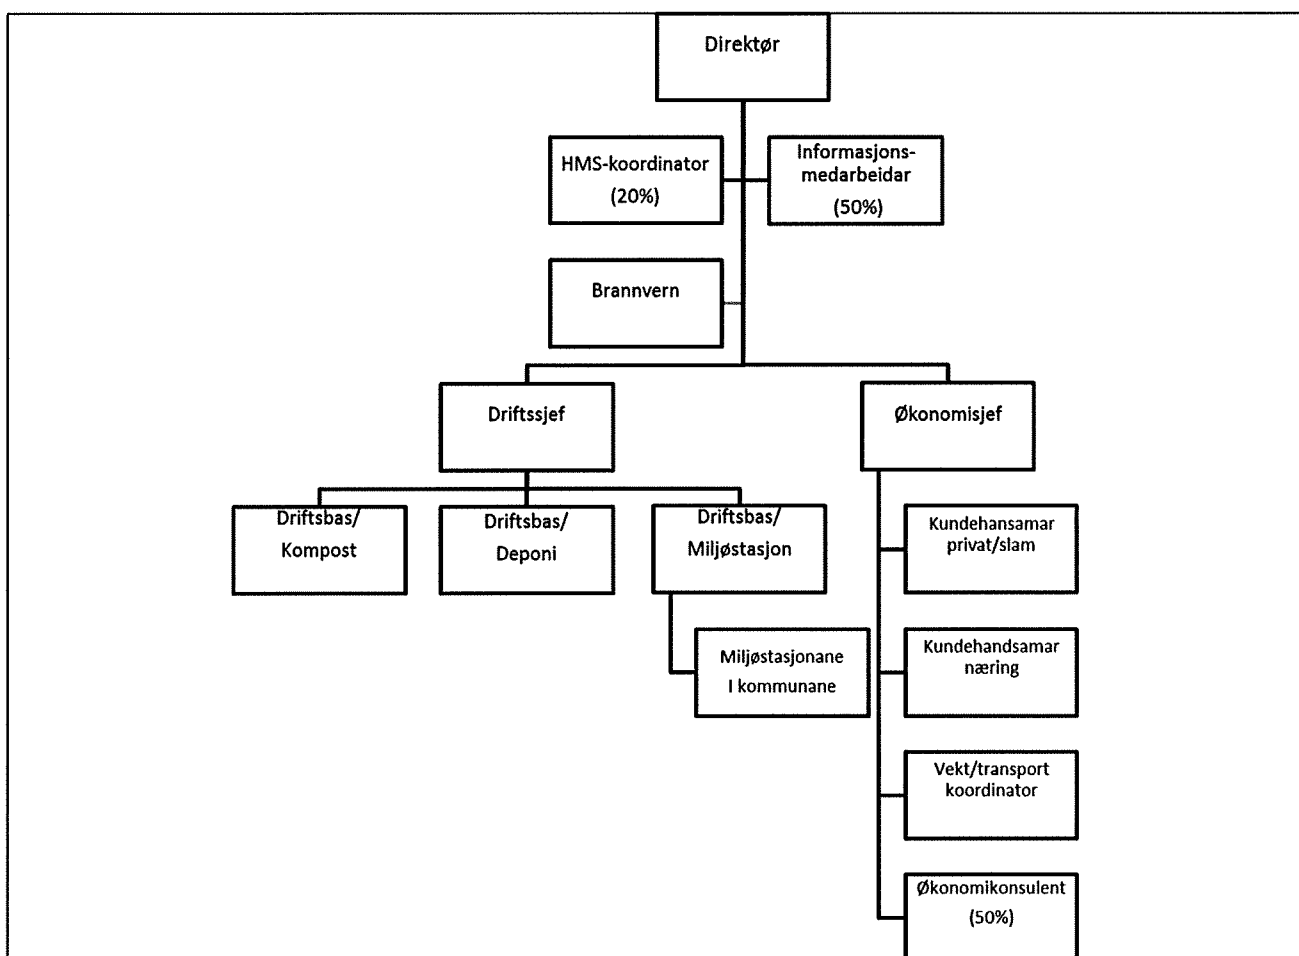 Direktør
HMS-koordinator
(20%)
Informasjons-
medarbeidar
(50%)
Brannvern
Driftssjef
Økonomisjef
Driftsbas/
Kompost
Driftsbas/
Deponi
Driftsbas/
Miljøstasjon
Miljøstasjonane
I kommunane
Kundehansamar
privat/slam
Kundehandsamar
næring
Vekt/transport
koordinator
Økonomikonsulent
(50%)